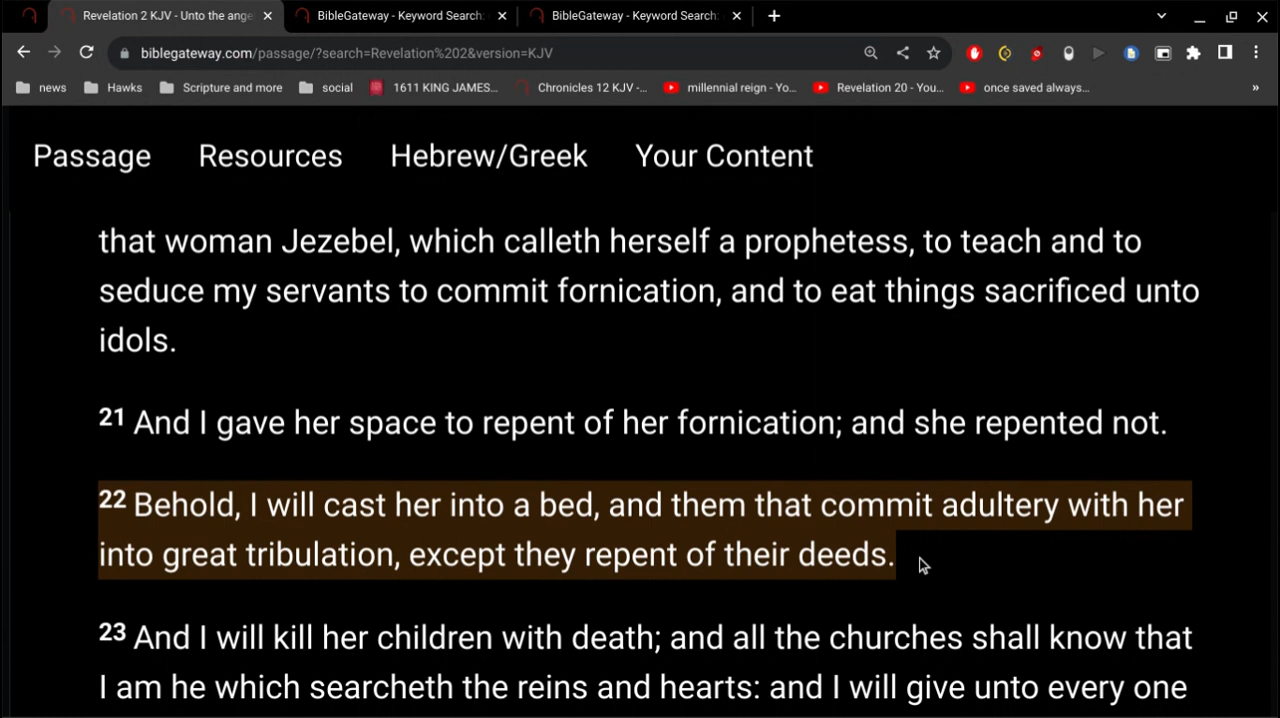 Revelation 2 KJV - Unto the ange
BibleGateway - Keyword Search:
BibleGateway - Keyword Search:
biblegateway.com/passage/?search=Revelation%202&version=KJV
news Hawks Scripture and more social 1611 KING JAMES... Chronicles 12 KJV -... millennial reign - Yo... Revelation 20 - You... once saved always... »
Passage Resources Hebrew/Greek Your Content
that woman Jezebel, which calleth herself a prophetess, to teach and to
seduce my servants to commit fornication, and to eat things sacrificed unto
idols.
21 And I gave her space to repent of her fornication; and she repented not.
22 Behold, I will cast her into a bed, and them that commit adultery with her
into great tribulation, except they repent of their deeds.
23 And I will kill her children with death; and all the churches shall know that
I am he which searcheth the reins and hearts: and I will give unto every one